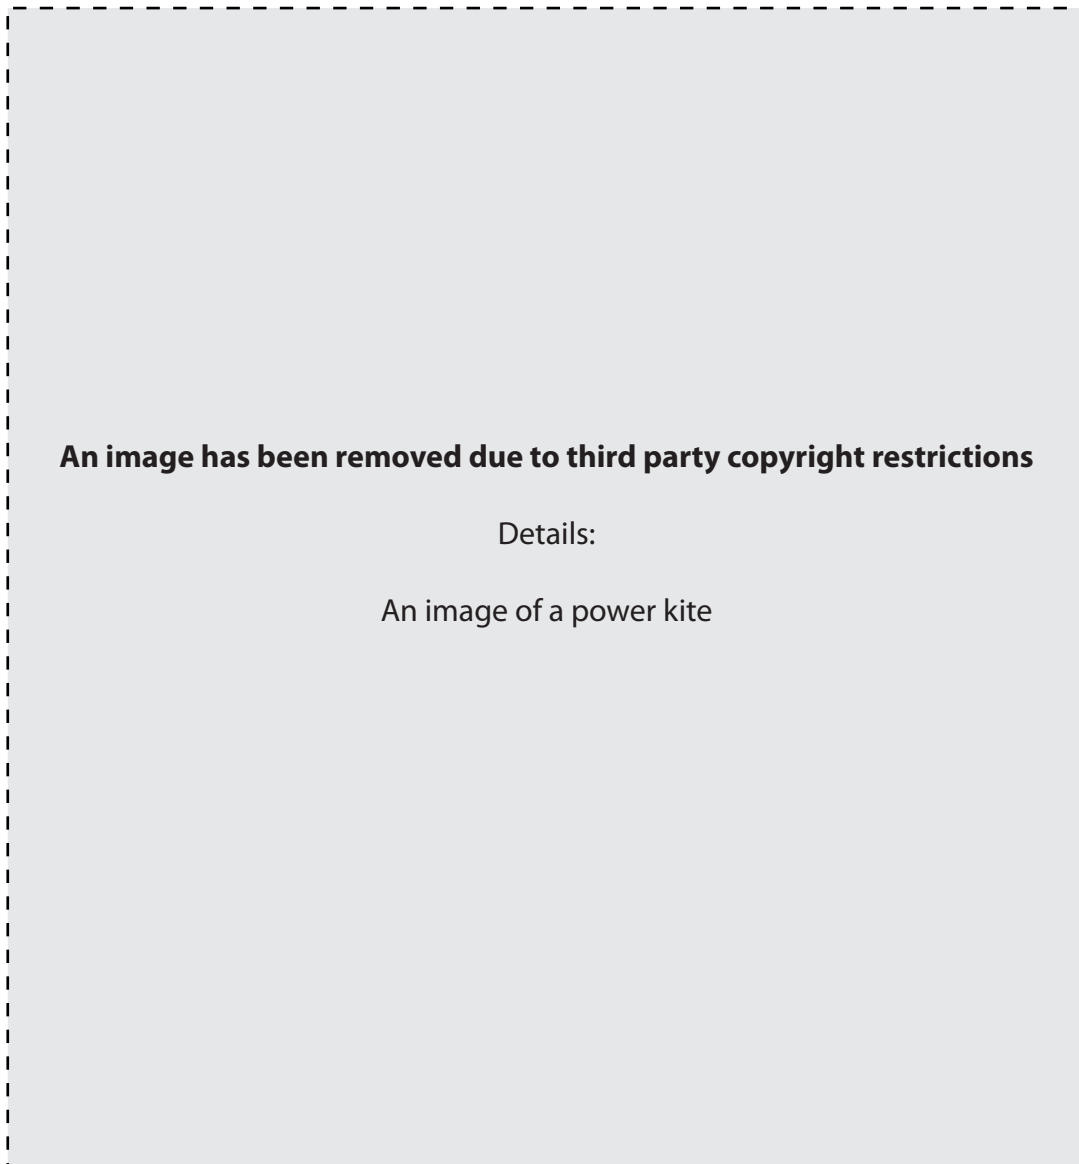 An image has been removed due to third party copyright restrictions
Details:
An image of a power kite